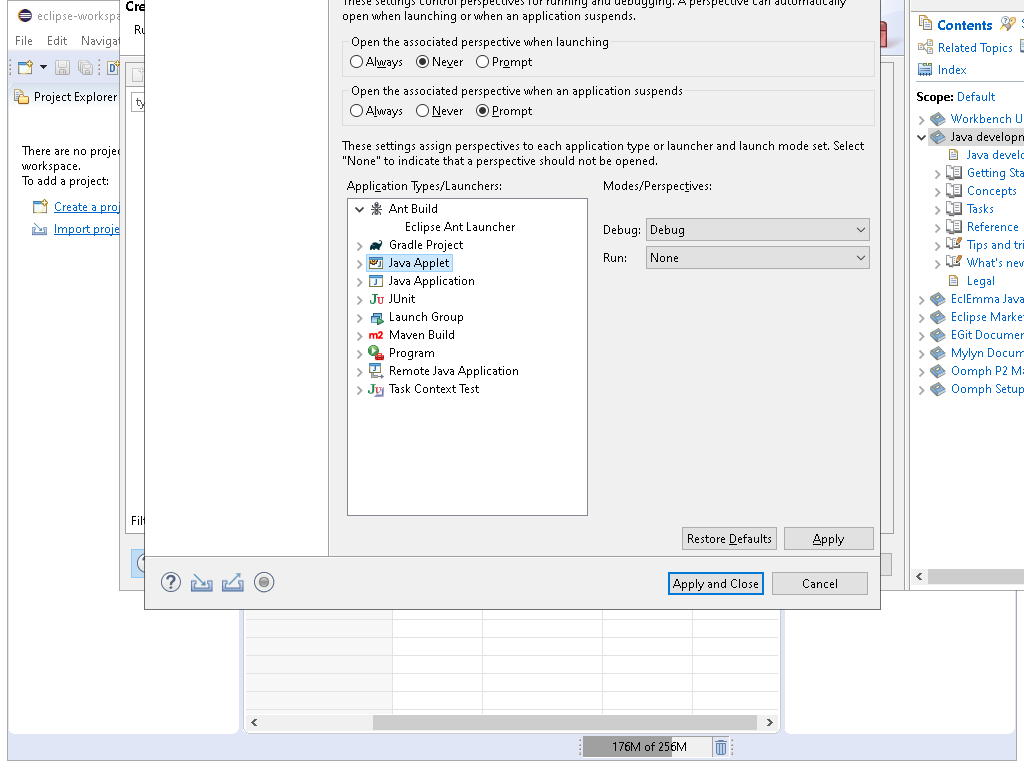 These settings control perspectives for running and debugging. A perspective can automatically
open when launching or when an application suspends.
eclipse-workspa
Cre
File Edit Navigat
Ru
Open the associated perspective when launching
Always Never Prompt
Open the associated perspective when an application suspends
Always Never Prompt
These settings assign perspectives to each application type or launcher and launch mode set. Select
"None" to indicate that a perspective should not be opened.
Application Types/Launchers:
Modes/Perspectives:
Ant Build
Eclipse Ant Launcher
Gradle Project
Java Applet
Java Application
JUnit
Launch Group
Maven Build
Program
Remote Java Application
Task Context Test
Debug: Debug
Run: None
Restore Defaults
Apply
Apply and Close
Cancel
Project Explorer
ty
There are no projec
workspace.
To add a project:
Create a proj
Import proje
Filt
Contents
Related Topics
Index
Scope: Default
Workbench U
Java developm
Java develo
Getting Sta
Concepts
Tasks
Reference
Tips and tri
What's new
Legal
EclEmma Java
Eclipse Marke
EGit Documen
Mylyn Docum
Oomph P2 Ma
Oomph Setup
176M of 256M